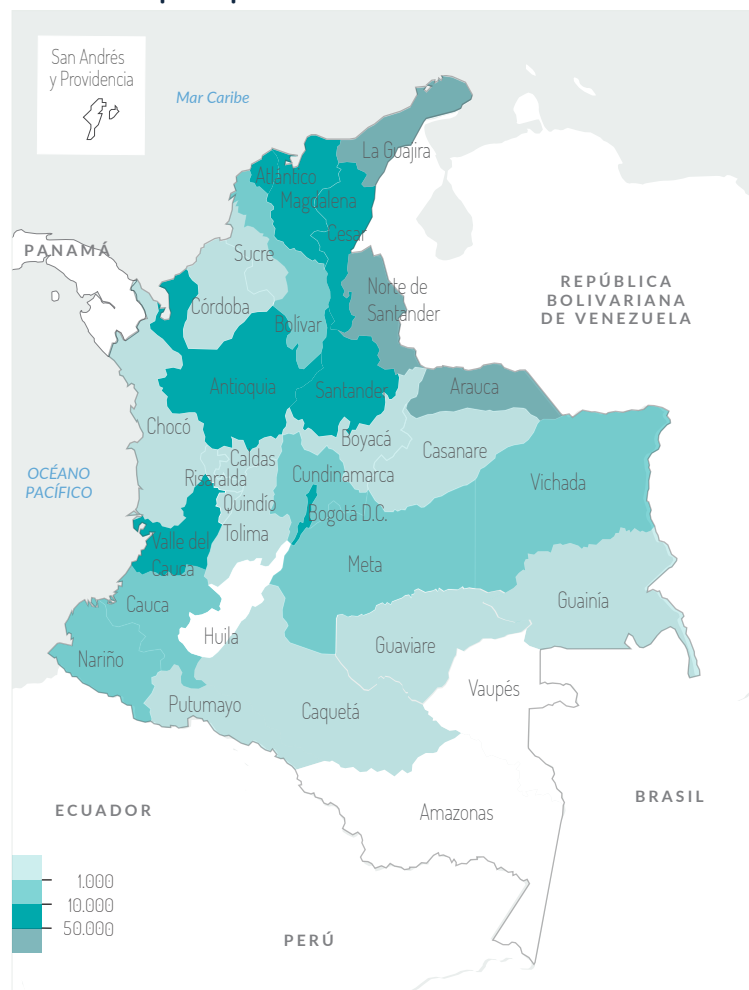 San Andrés
y Providencia
Mar Caribe
La Guajira
Atlántico
Magdalena
Cesar
PANAMÁ
Sucre
Norte de
Santander
REPÚBLICA
BOLIVARIANA
DE VENEZUELA
Córdoba
Bolívar
Antioquia
Santander
Arauca
Chocó
Boyacá
Casanare
Caldas
OCÉANO
PACÍFICO
Risaralda
Cundinamarca
Vichada
Quindío
Bogotá D.C.
Tolima
Valle del
Cauca
Meta
Cauca
Guainía
Huila
Guaviare
Nariño
Vaupés
Putumayo
Caquetá
ECUADOR
Amazonas
BRASIL
1.000
10.000
50.000
PERÚ